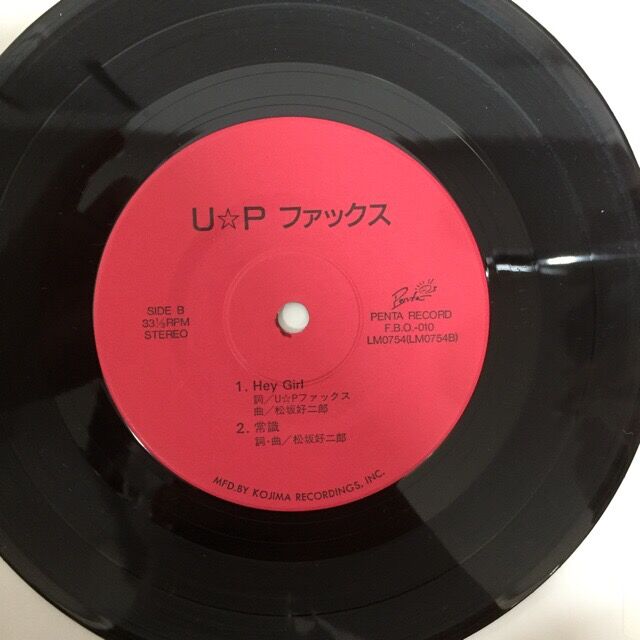 U☆P ファックス
SIDE B
33⅓RPM
STEREO
Penta
PENTA RECORD
F.B.O.-010
LM0754(LM0754B)
1. Hey Girl
詞／U☆Pファックス
曲／松坂好二郎
2. 常識
詞・曲／松坂好二郎
MFD.BY KOJIMA RECORDINGS, INC.